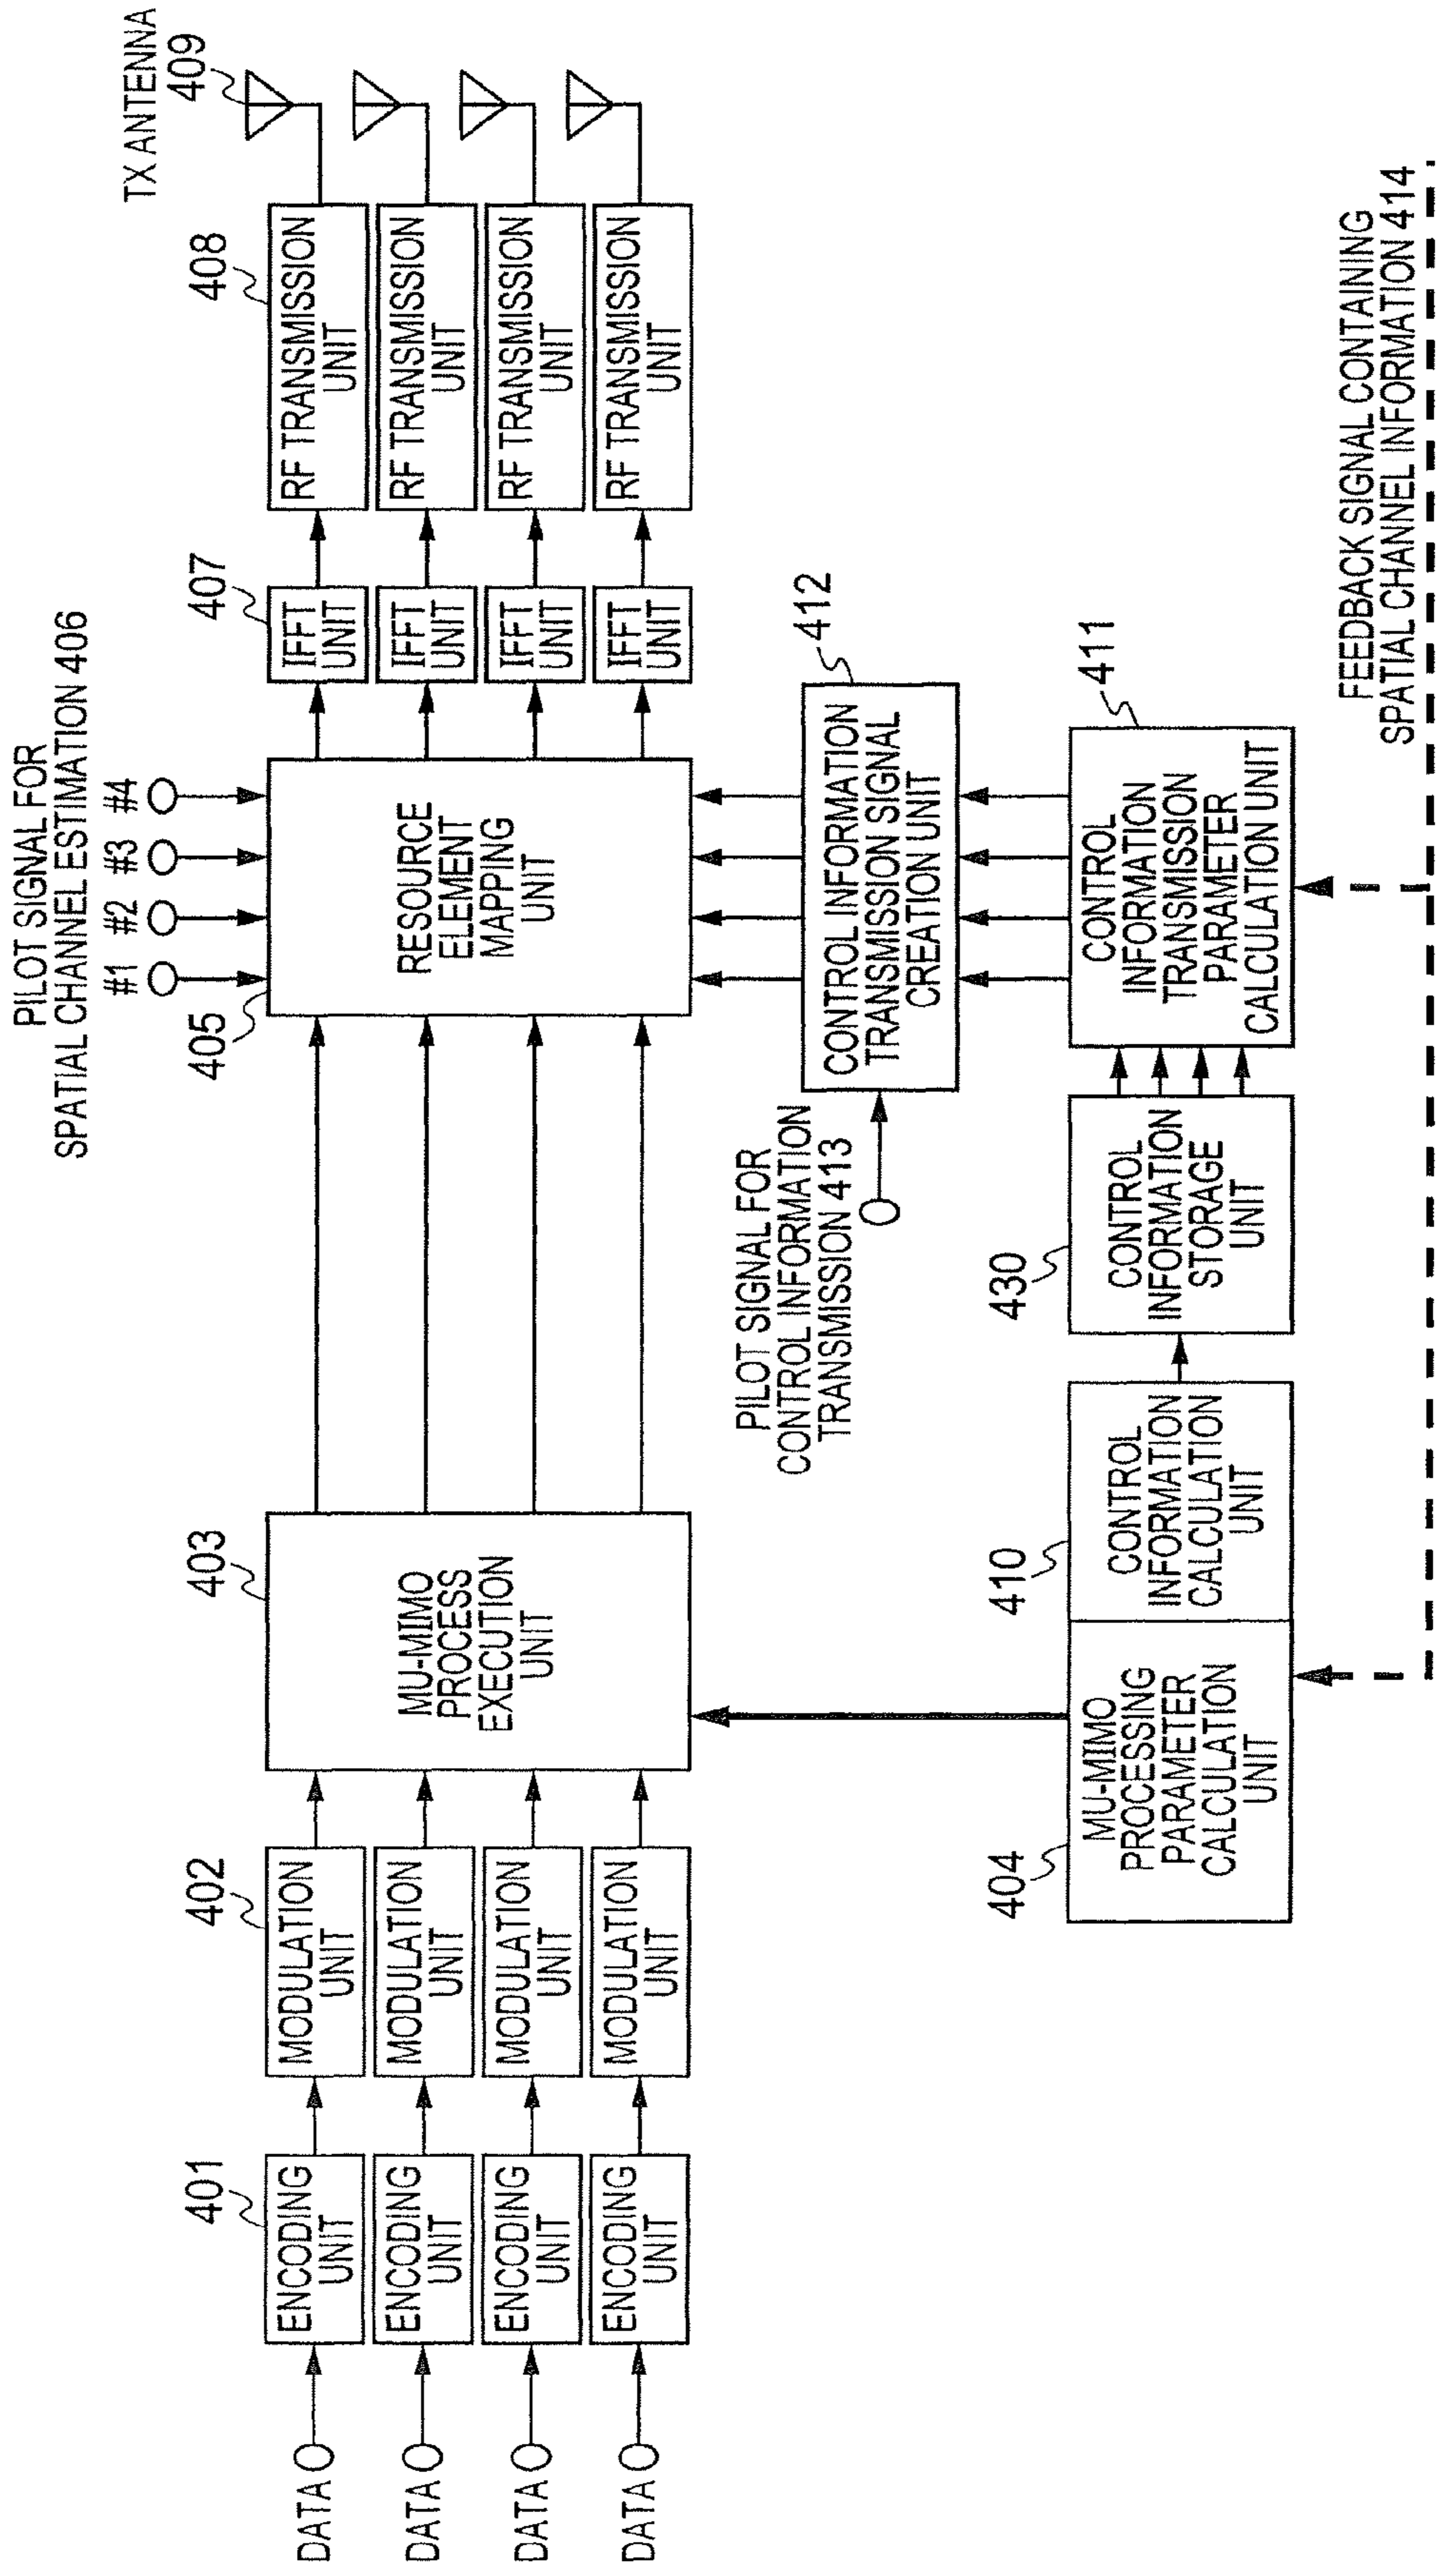 PILOT SIGNAL FOR
SPATIAL CHANNEL ESTIMATION 406
#1
#2
#3
#4
TX ANTENNA
409
401
402
403
405
407
408
DATA
ENCODING
UNIT
MODULATION
UNIT
DATA
ENCODING
UNIT
MODULATION
UNIT
DATA
ENCODING
UNIT
MODULATION
UNIT
DATA
ENCODING
UNIT
MODULATION
UNIT
MU-MIMO
PROCESS
EXECUTION
UNIT
RESOURCE
ELEMENT
MAPPING
UNIT
IFFT
UNIT
RF TRANSMISSION
UNIT
IFFT
UNIT
RF TRANSMISSION
UNIT
IFFT
UNIT
RF TRANSMISSION
UNIT
IFFT
UNIT
RF TRANSMISSION
UNIT
PILOT SIGNAL FOR
CONTROL INFORMATION
TRANSMISSION 413
412
CONTROL INFORMATION
TRANSMISSION SIGNAL
CREATION UNIT
404
MU-MIMO
PROCESSING
PARAMETER
CALCULATION
UNIT
410
CONTROL
INFORMATION
CALCULATION
UNIT
430
CONTROL
INFORMATION
STORAGE
UNIT
411
CONTROL
INFORMATION
TRANSMISSION
PARAMETER
CALCULATION UNIT
FEEDBACK SIGNAL CONTAINING
SPATIAL CHANNEL INFORMATION 414